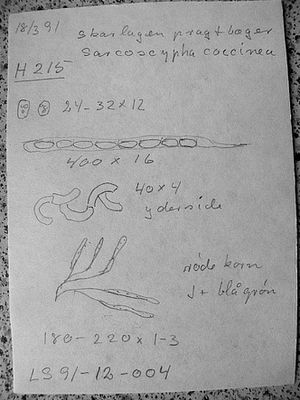 18/3 91
skarlagen pragtbæger
Sarcoscypha coccinea
H 215
24-32 x 12
400 x 16
40 x 4
yderside
røde korn
J + blågrøn
180-220 x 1-3
LS 91-12-004